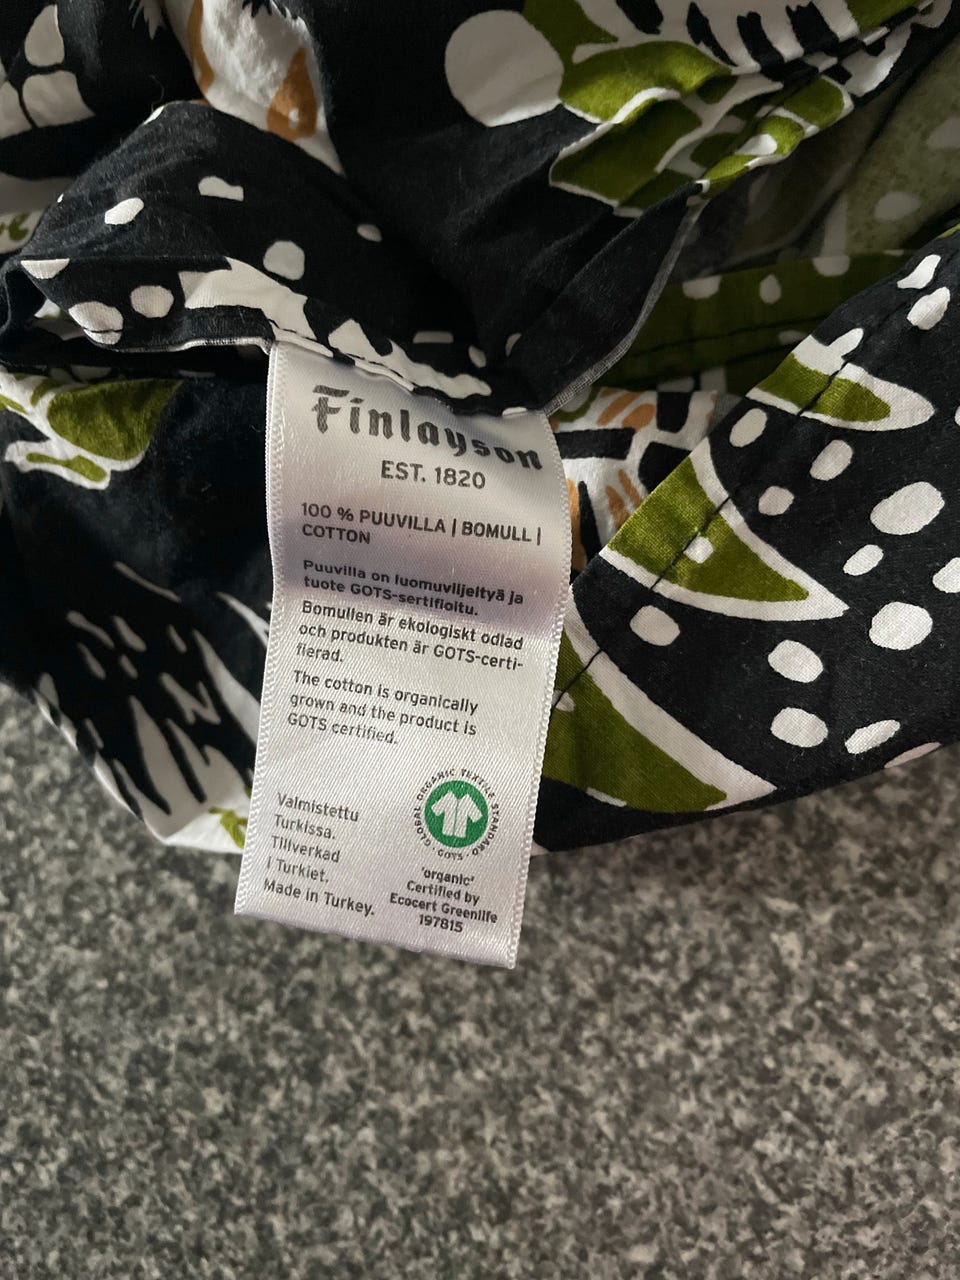 Finlayson
EST. 1820
100 % PUUVILLA | BOMULL |
COTTON
Puuvilla on luomuviljeltyä ja
tuote GOTS-sertifioitu.
Bomullen är ekologiskt odlad
och produkten är GOTS-certi-
fierad.
The cotton is organically
grown and the product is
GOTS certified.
Valmistettu
Turkissa.
Tillverkad
i Turkiet.
Made in Turkey.
GLOBAL ORGANIC TEXTILE STANDARD
· GOTS ·
'organic'
Certified by
Ecocert Greenlife
197815